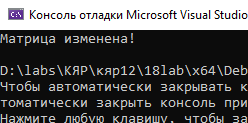 Консоль отладки Microsoft Visual Studio
Матрица изменена!
D:\labs\КЯР\кяр12\18lab\x64\Deb
Чтобы автоматически закрывать к
томатически закрыть консоль при
Нажмите любую клавишу, чтобы за